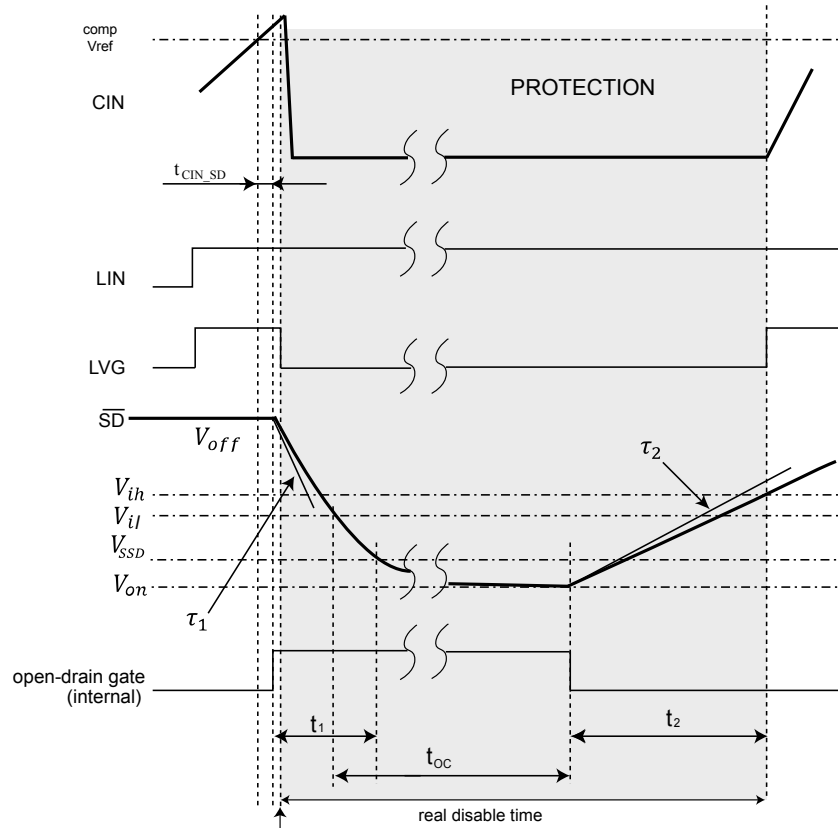 comp
Vref
CIN
PROTECTION
t CIN_SD
LIN
LVG
SD
Voff
τ2
Vih
Vil
VSSD
Von
τ1
open-drain gate
(internal)
t1
t2
tOC
real disable time